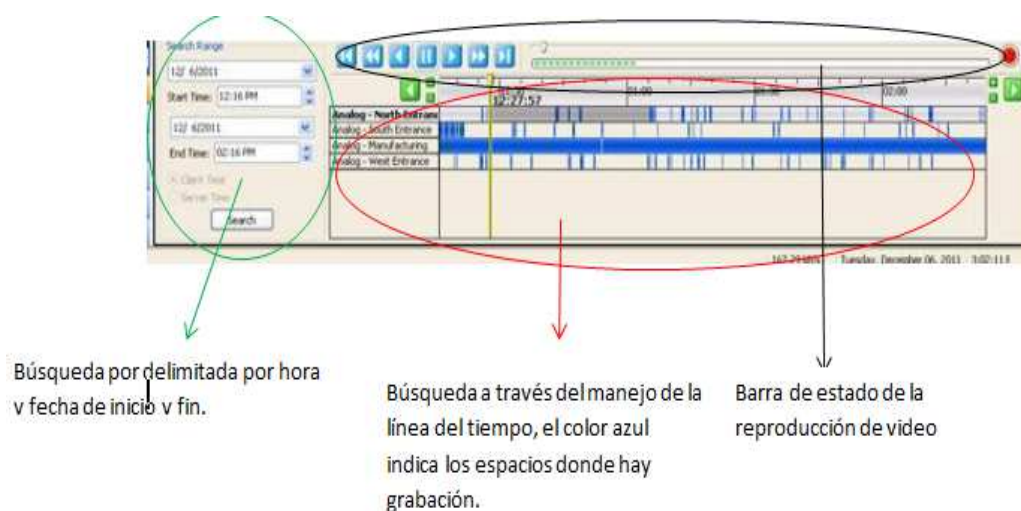 Search Range
12/ 6/2011
Start Time: 12:16 PM
12/ 6/2011
End Time: 02:16 PM
Client Time
Server Time
Search
01:00
02:00
12:27:57
Analog - North Entranc
Analog - South Entrance
Analog - Manufacturing
Analog - West Entrance
Tuesday, December 06, 2011 3:02:11
Búsqueda por delimitada por hora
y fecha de inicio y fin.
Búsqueda a través del manejo de la
línea del tiempo, el color azul
indica los espacios donde hay
grabación.
Barra de estado de la
reproducción de video